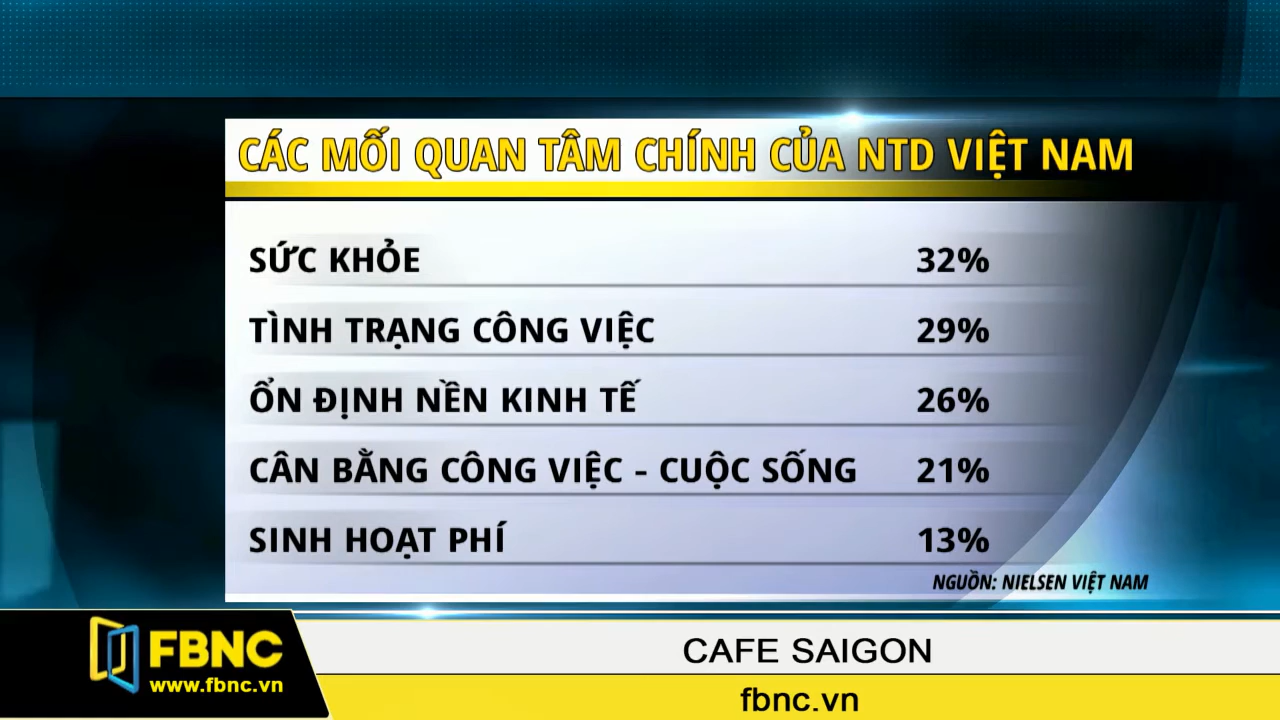 CÁC MỐI QUAN TÂM CHÍNH CỦA NTD VIỆT NAM
SỨC KHỎE 32%
TÌNH TRẠNG CÔNG VIỆC 29%
ỔN ĐỊNH NỀN KINH TẾ 26%
CÂN BẰNG CÔNG VIỆC - CUỘC SỐNG 21%
SINH HOẠT PHÍ 13%
NGUỒN: NIELSEN VIỆT NAM
FBNC
www.fbnc.vn
CAFE SAIGON
fbnc.vn